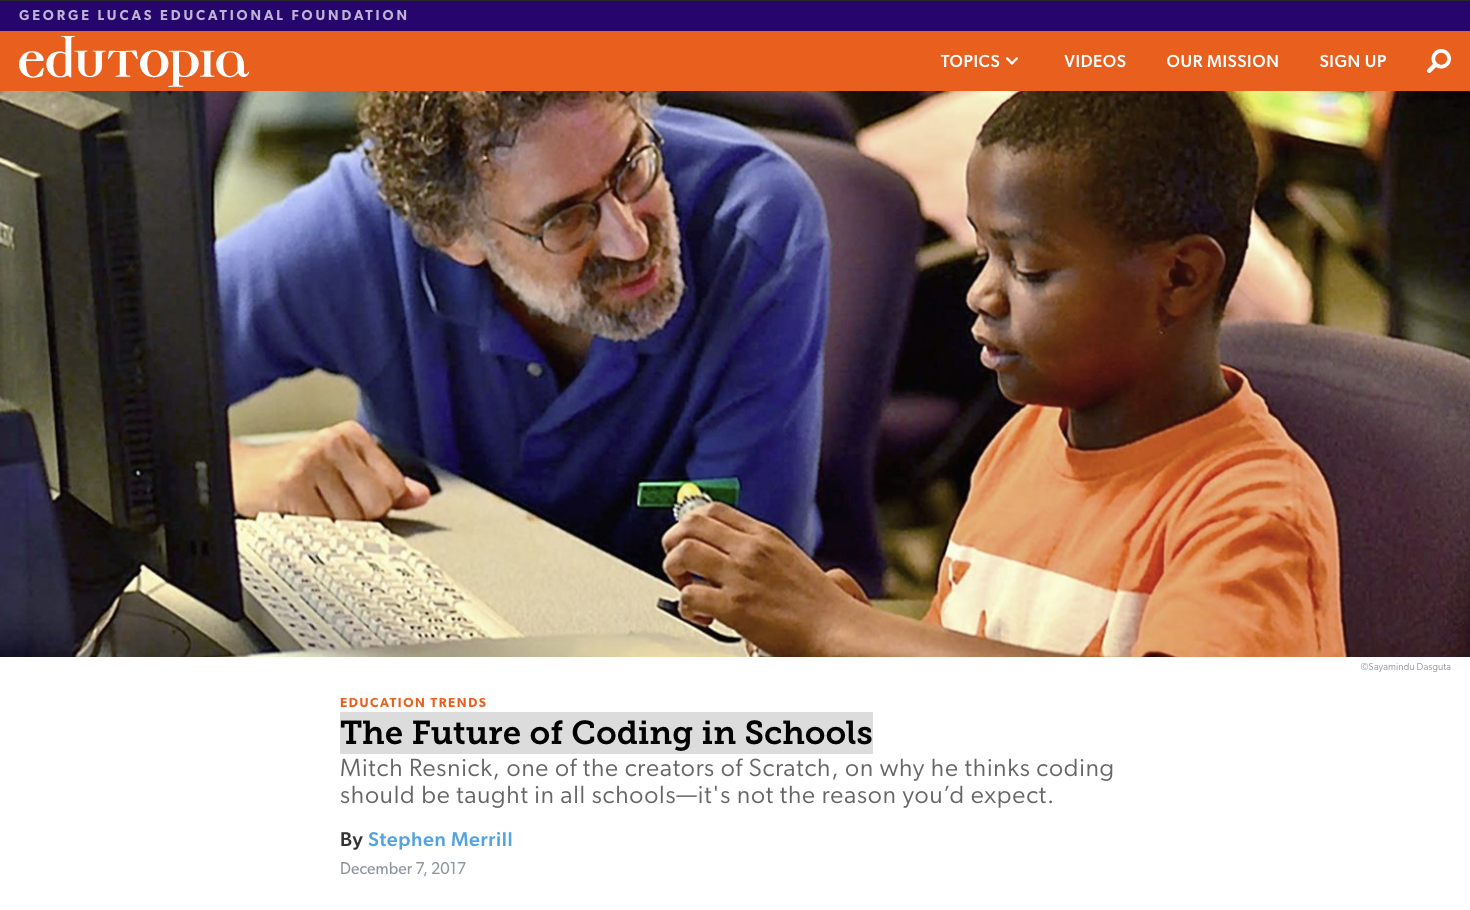 GEORGE LUCAS EDUCATIONAL FOUNDATION
edutopia
TOPICS VIDEOS OUR MISSION SIGN UP
©Sayamindu Dasguta
EDUCATION TRENDS
The Future of Coding in Schools
Mitch Resnick, one of the creators of Scratch, on why he thinks coding
should be taught in all schools—it's not the reason you’d expect.
By Stephen Merrill
December 7, 2017